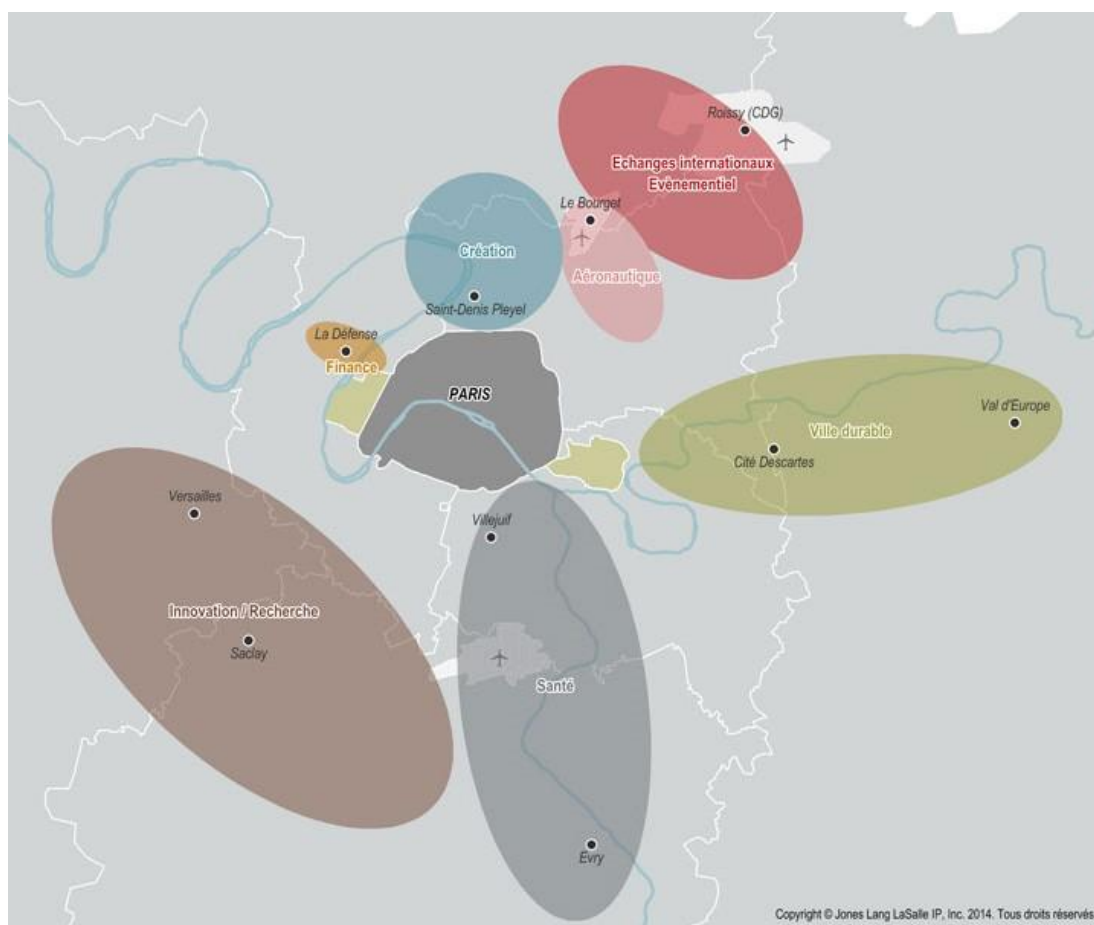 Roissy (CDG)
Echanges internationaux
Evènementiel
Le Bourget
Création
Aéronautique
Saint-Denis Pleyel
La Défense
Finance
PARIS
Val d'Europe
Ville durable
Cité Descartes
Versailles
Villejuif
Innovation / Recherche
Saclay
Santé
Evry
Copyright © Jones Lang LaSalle IP, Inc. 2014. Tous droits réservés